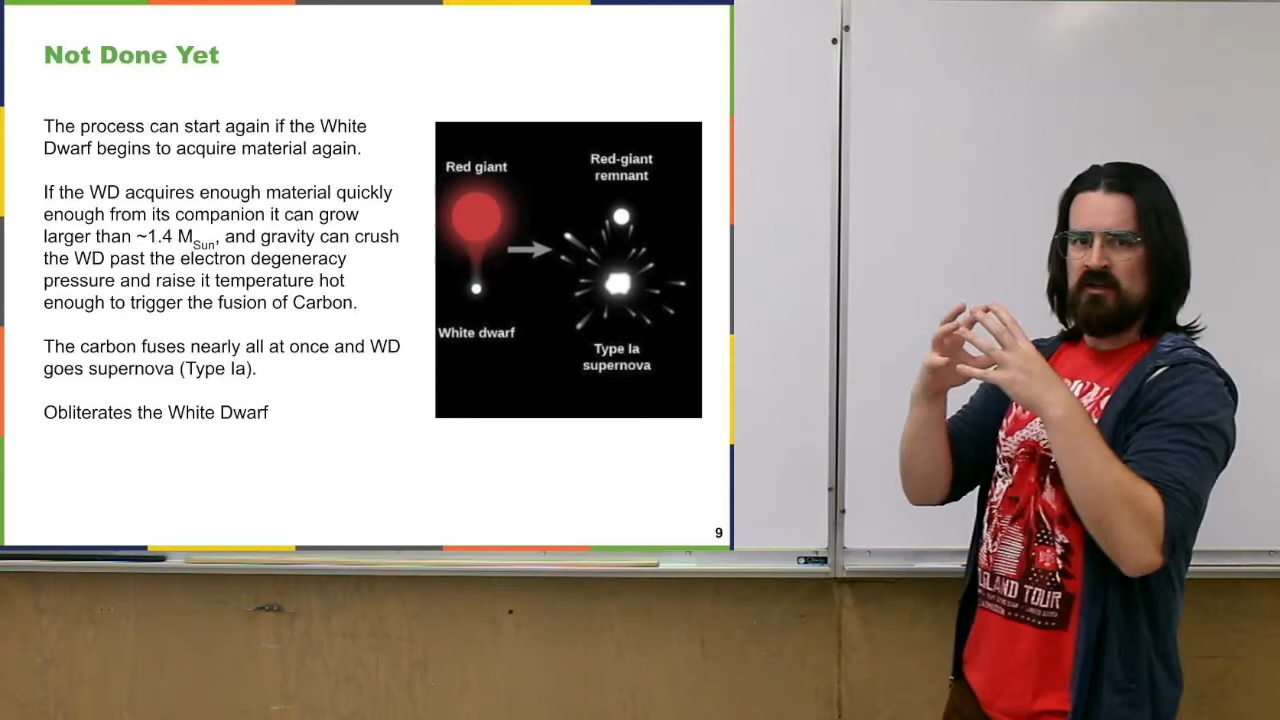 Not Done Yet
The process can start again if the White
Dwarf begins to acquire material again.
If the WD acquires enough material quickly
enough from its companion it can grow
larger than ~1.4 MSun, and gravity can crush
the WD past the electron degeneracy
pressure and raise it temperature hot
enough to trigger the fusion of Carbon.
The carbon fuses nearly all at once and WD
goes supernova (Type Ia).
Obliterates the White Dwarf
Red giant
White dwarf
Red-giant
remnant
Type Ia
supernova
9
TOUR